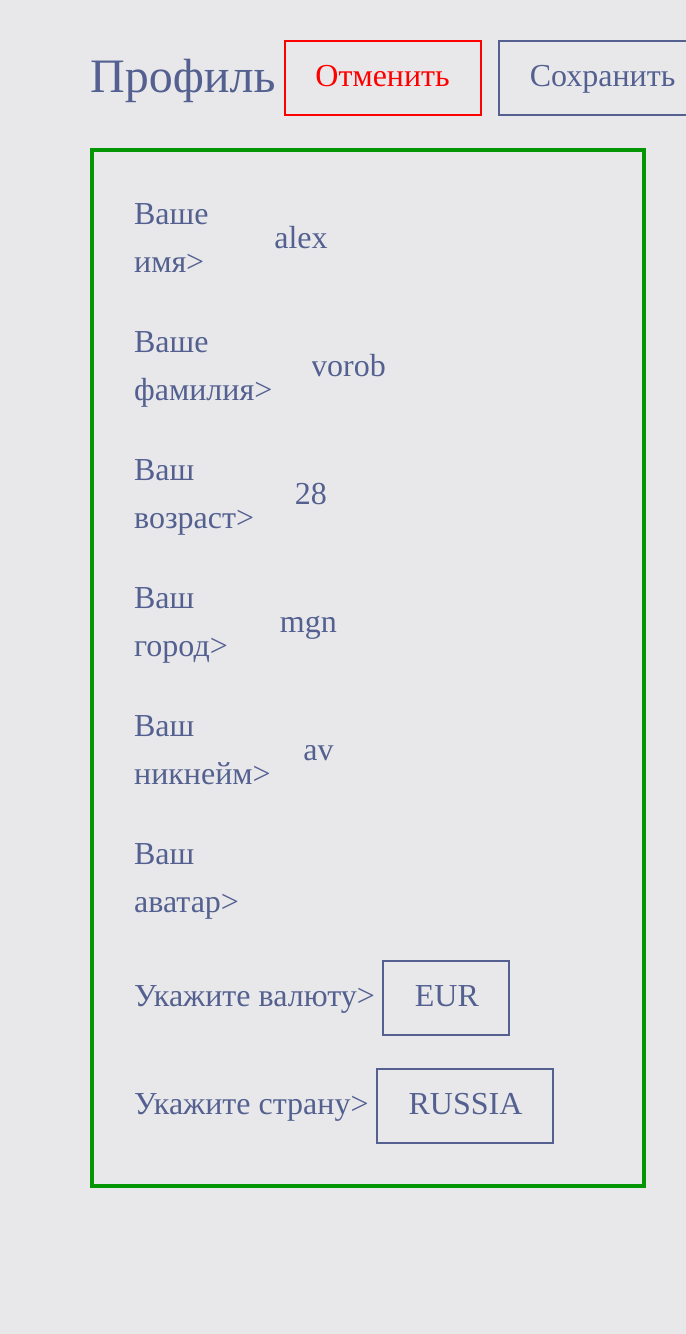 Профиль Отменить Сохранить
Ваше
имя>
alex
Ваше
фамилия>
vorob
Ваш
возраст>
28
Ваш
город>
mgn
Ваш
никнейм>
av
Ваш
аватар>
Укажите валюту> EUR
Укажите страну> RUSSIA